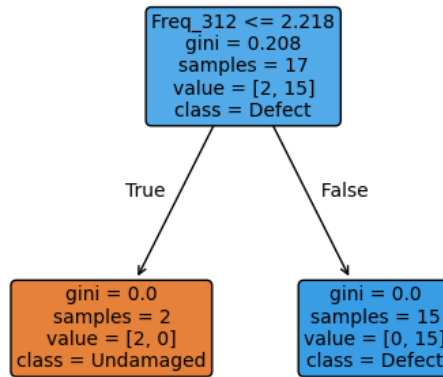 Freq_312 <= 2.218
gini = 0.208
samples = 17
value = [2, 15]
class = Defect
True
False
gini = 0.0
samples = 2
value = [2, 0]
class = Undamaged
gini = 0.0
samples = 15
value = [0, 15]
class = Defect